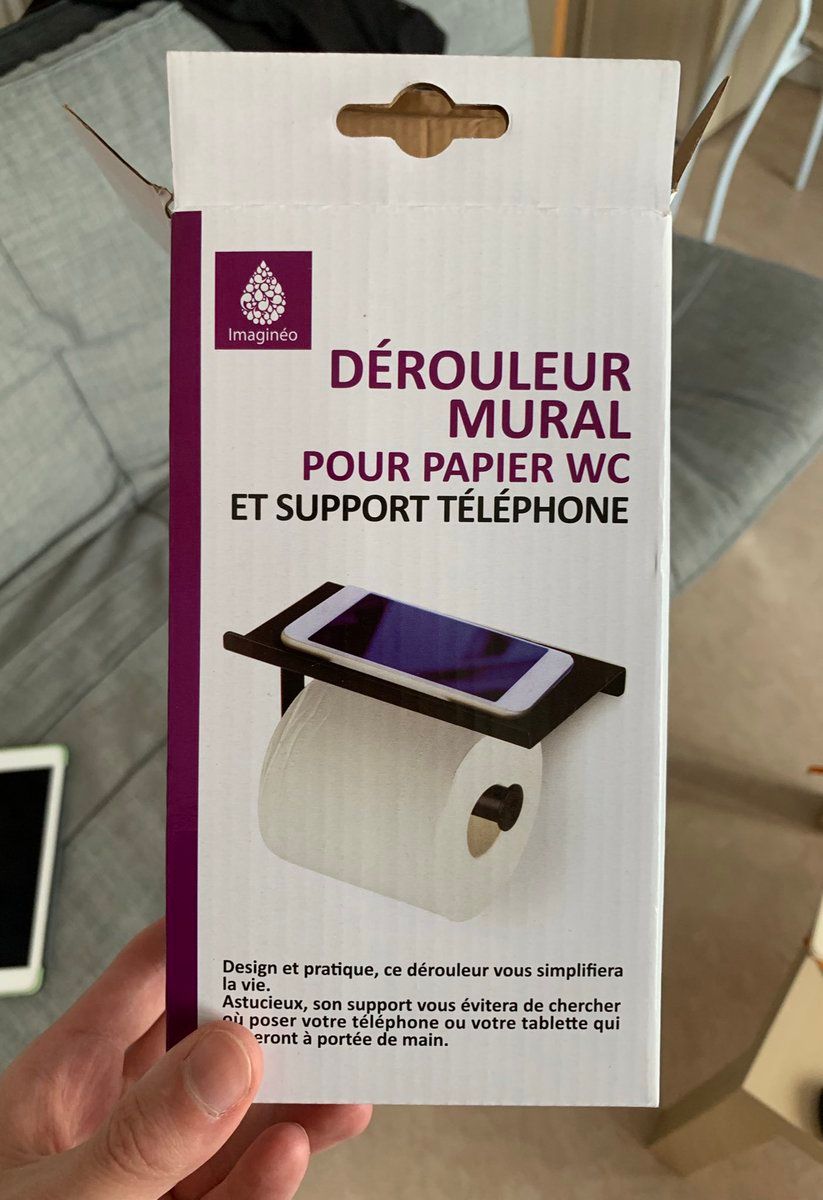 Imaginéo
DÉROULEUR
MURAL
POUR PAPIER WC
ET SUPPORT TÉLÉPHONE
Design et pratique, ce dérouleur vous simplifiera
la vie.
Astucieux, son support vous évitera de chercher
où poser votre téléphone ou votre tablette qui
à portée de main.